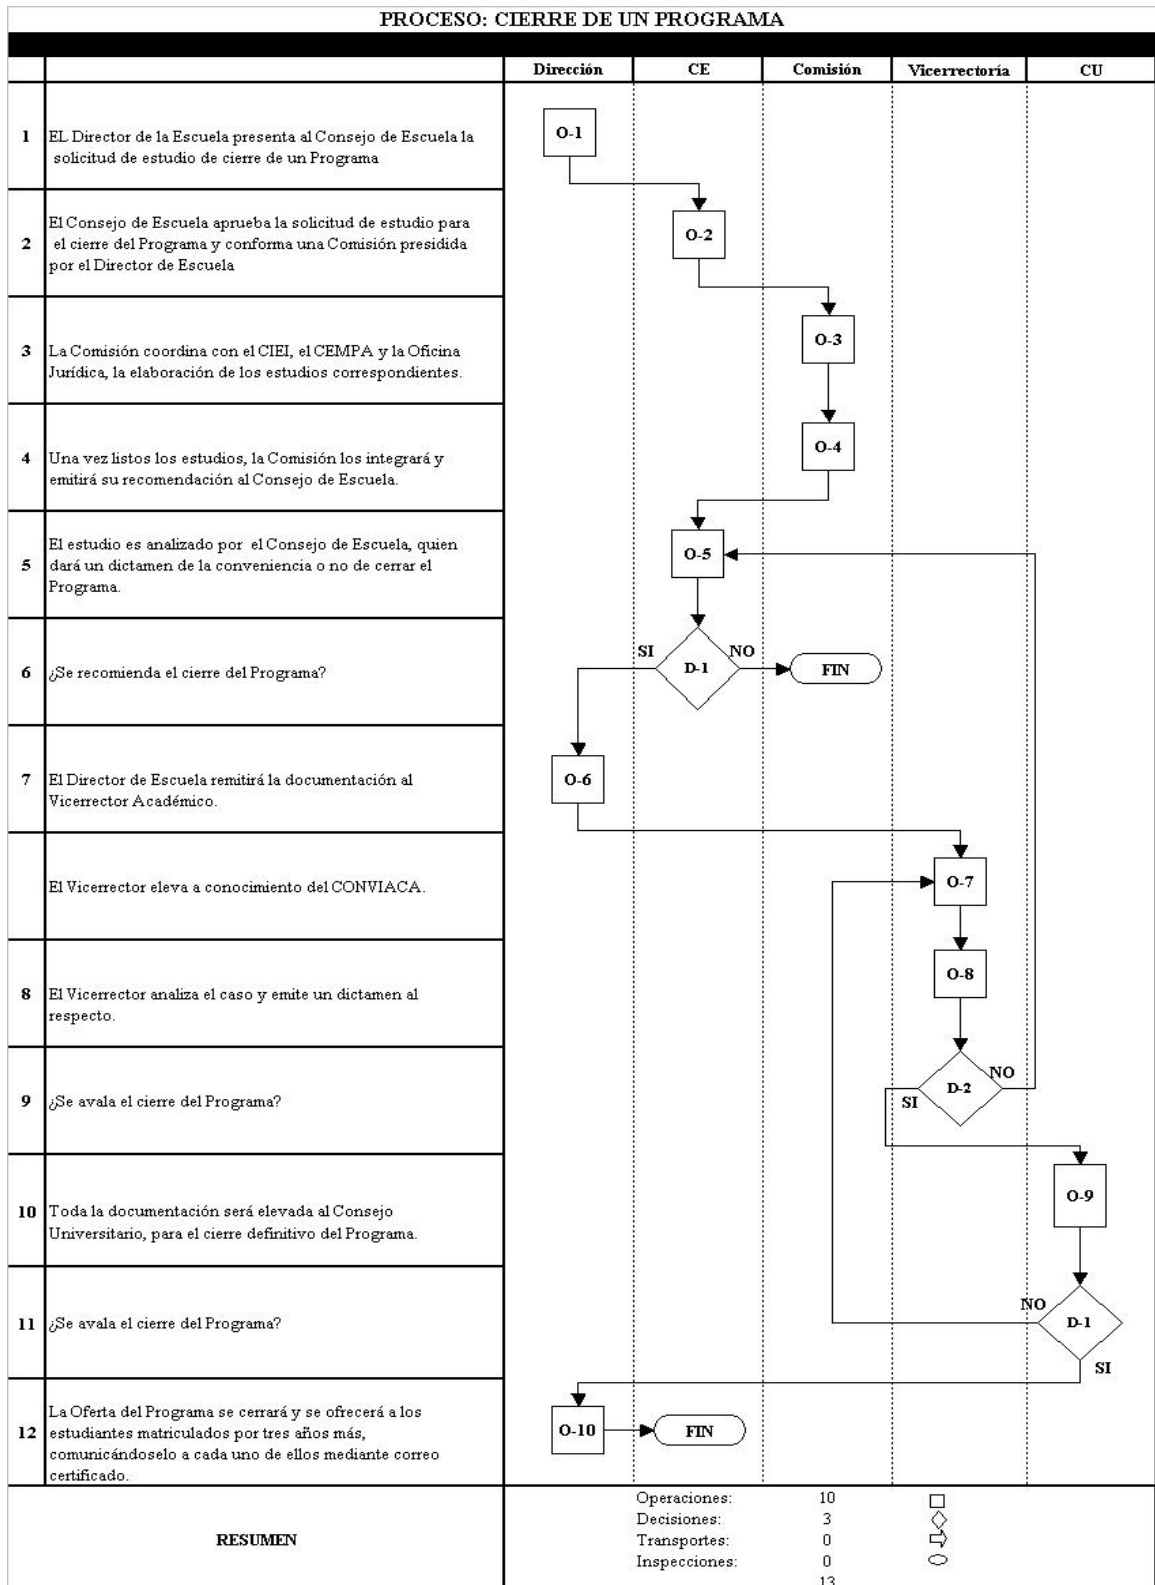 PROCESO: CIERRE DE UN PROGRAMA
Dirección
CE
Comisión
Vicerrectoría
CU
1
EL Director de la Escuela presenta al Consejo de Escuela la
solicitud de estudio de cierre de un Programa
O-1
2
El Consejo de Escuela aprueba la solicitud de estudio para
el cierre del Programa y conforma una Comisión presidida
por el Director de Escuela
O-2
3
La Comisión coordina con el CIEI, el CEMPA y la Oficina
Jurídica, la elaboración de los estudios correspondientes.
O-3
4
Una vez listos los estudios, la Comisión los integrará y
emitirá su recomendación al Consejo de Escuela.
O-4
5
El estudio es analizado por el Consejo de Escuela, quien
dará un dictamen de la conveniencia o no de cerrar el
Programa.
O-5
6
¿Se recomienda el cierre del Programa?
SI
D-1
NO
FIN
7
El Director de Escuela remitirá la documentación al
Vicerrector Académico.
O-6
El Vicerrector eleva a conocimiento del CONVIACA.
O-7
8
El Vicerrector analiza el caso y emite un dictamen al
respecto.
O-8
9
¿Se avala el cierre del Programa?
SI
D-2
NO
10
Toda la documentación será elevada al Consejo
Universitario, para el cierre definitivo del Programa.
O-9
11
¿Se avala el cierre del Programa?
NO
D-1
SI
12
La Oferta del Programa se cerrará y se ofrecerá a los
estudiantes matriculados por tres años más,
comunicándoselo a cada uno de ellos mediante correo
certificado.
O-10
FIN
RESUMEN
Operaciones: 10
Decisiones: 3
Transportes: 0
Inspecciones: 0
13